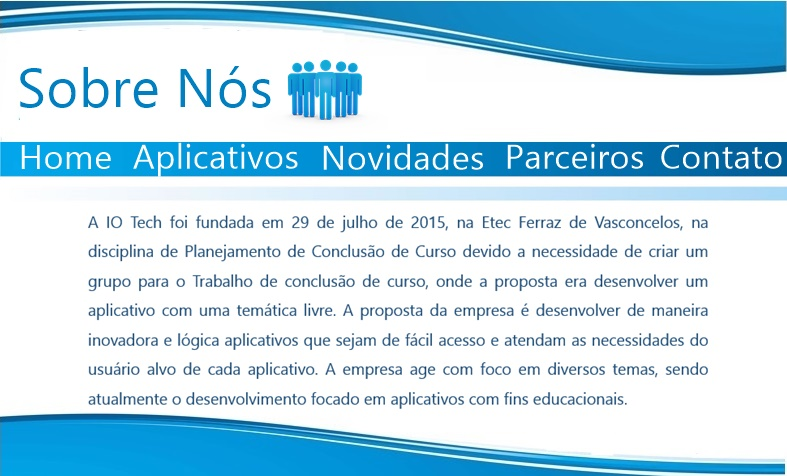 Sobre Nós
Home Aplicativos Novidades Parceiros Contato
A IO Tech foi fundada em 29 de julho de 2015, na Etec Ferraz de Vasconcelos, na
disciplina de Planejamento de Conclusão de Curso devido a necessidade de criar um
grupo para o Trabalho de conclusão de curso, onde a proposta era desenvolver um
aplicativo com uma temática livre. A proposta da empresa é desenvolver de maneira
inovadora e lógica aplicativos que sejam de fácil acesso e atendam as necessidades do
usuário alvo de cada aplicativo. A empresa age com foco em diversos temas, sendo
atualmente o desenvolvimento focado em aplicativos com fins educacionais.